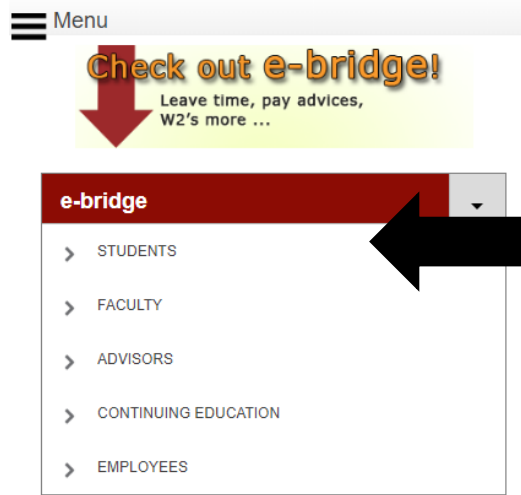 Menu
Check out e-bridge!
Leave time, pay advices,
W2's more ...
e-bridge
STUDENTS
FACULTY
ADVISORS
CONTINUING EDUCATION
EMPLOYEES